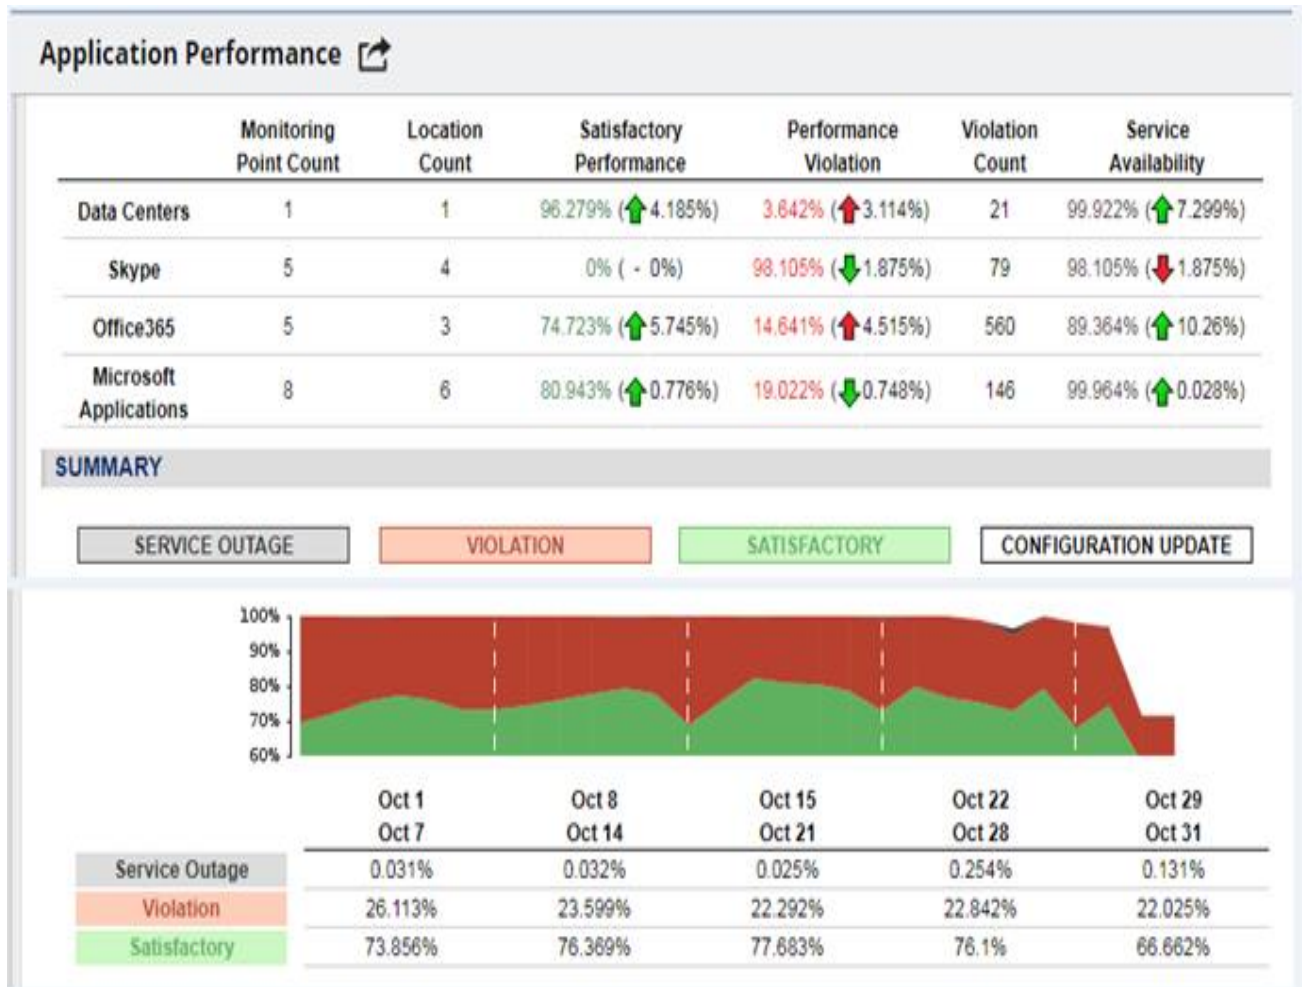 Application Performance
Monitoring Location Satisfactory Performance Violation Service
Point Count Count Performance Violation Count Availability
Data Centers 1 1 96.279% (4.185%) 3.642% (3.114%) 21 99.922% (7.299%)
Skype 5 4 0% ( - 0%) 98.105% (1.875%) 79 98.105% (1.875%)
Office365 5 3 74.723% (5.745%) 14.641% (4.515%) 560 89.364% (10.26%)
Microsoft
Applications 8 6 80.943% (0.776%) 19.022% (0.748%) 146 99.964% (0.028%)
SUMMARY
SERVICE OUTAGE VIOLATION SATISFACTORY CONFIGURATION UPDATE
100%
90%
80%
70%
60%
Oct 1 Oct 8 Oct 15 Oct 22 Oct 29
Oct 7 Oct 14 Oct 21 Oct 28 Oct 31
Service Outage 0.031% 0.032% 0.025% 0.254% 0.131%
Violation 26.113% 23.599% 22.292% 22.842% 22.025%
Satisfactory 73.856% 76.369% 77.683% 76.1% 66.662%